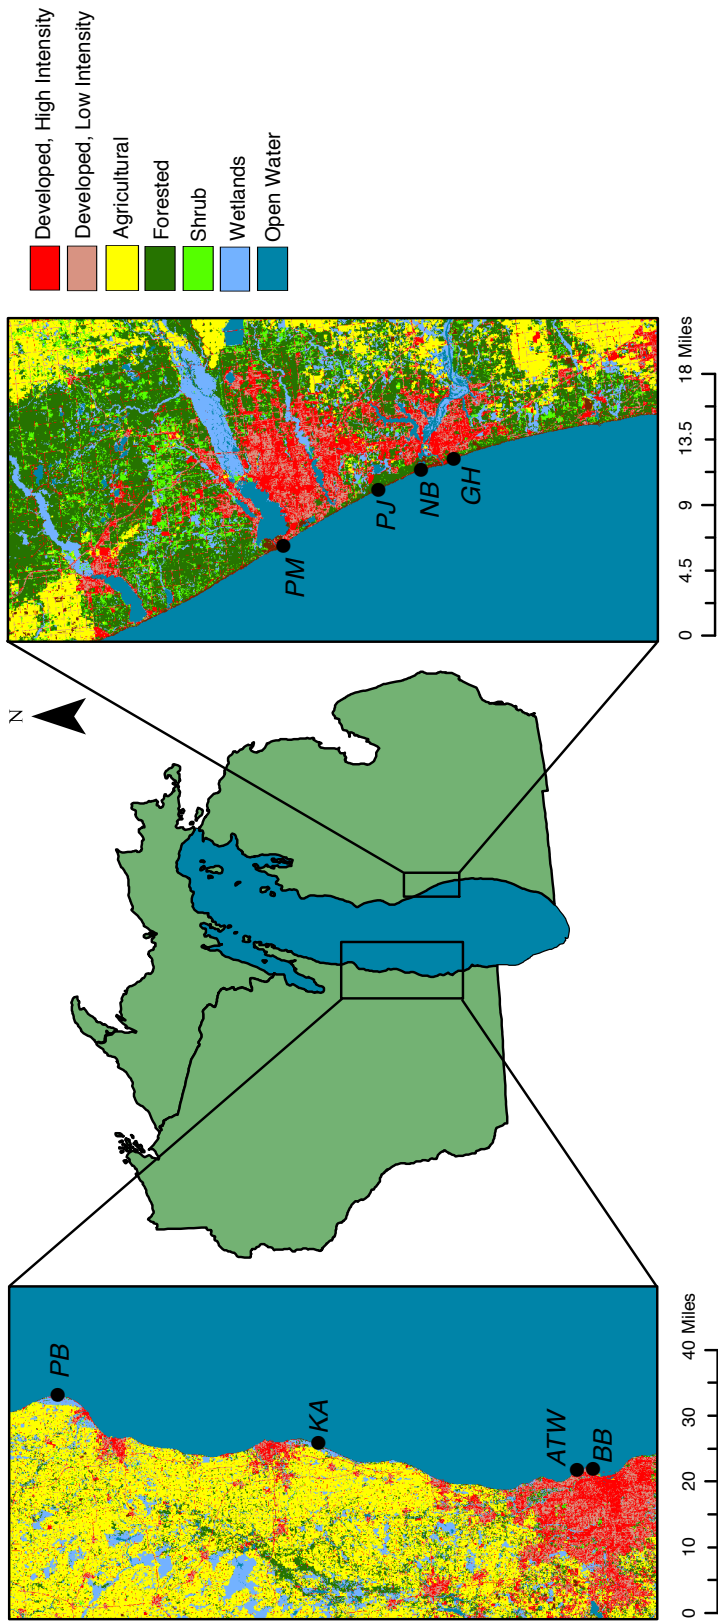 PB
KA
ATW
BB
0 10 20 30 40 Miles
N
PM
PJ
NB
GH
0 4.5 9 13.5 18 Miles
Developed, High Intensity
Developed, Low Intensity
Agricultural
Forested
Shrub
Wetlands
Open Water